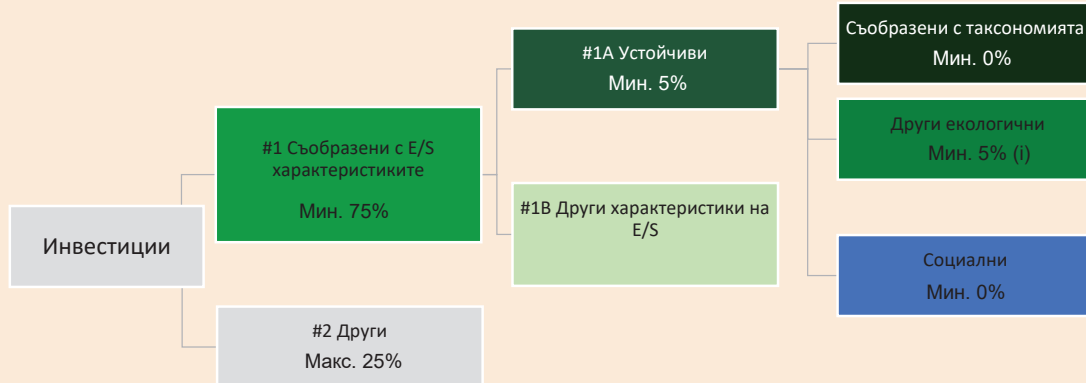 Инвестиции
#1 Съобразени с E/S
характеристиките
Мин. 75%
#2 Други
Макс. 25%
#1A Устойчиви
Мин. 5%
#1B Други характеристики на
E/S
Съобразени с таксономията
Мин. 0%
Други екологични
Мин. 5% (i)
Социални
Мин. 0%